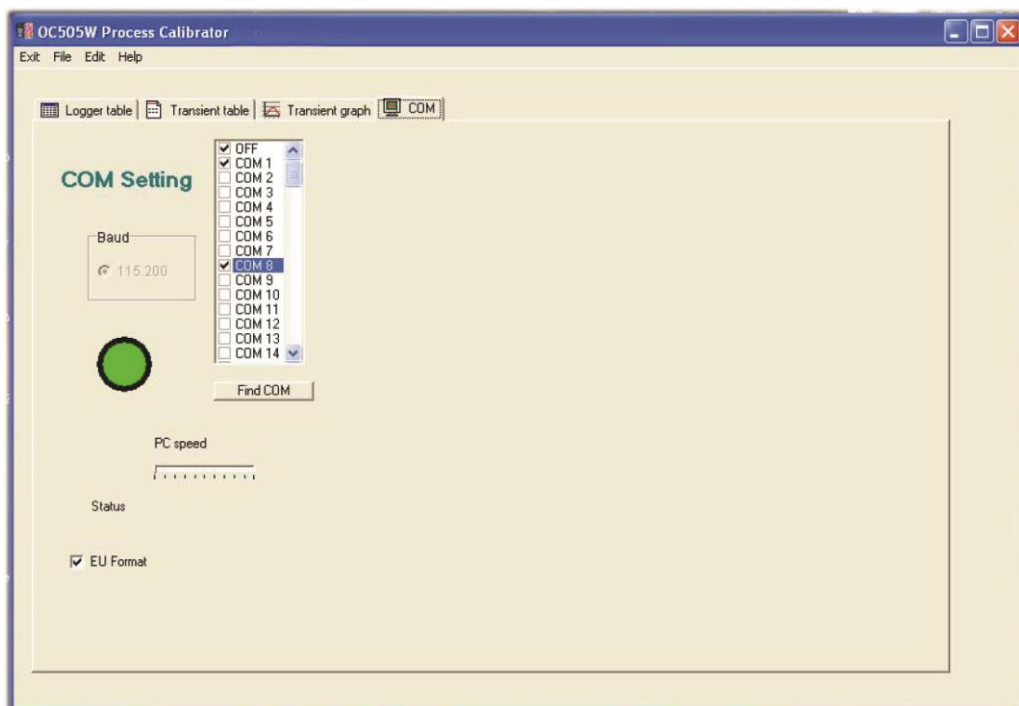 OC505W Process Calibrator
Exit File Edit Help
Logger table Transient table Transient graph COM
COM Setting
OFF
COM 1
COM 2
COM 3
COM 4
COM 5
COM 6
COM 7
COM 8
COM 9
COM 10
COM 11
COM 12
COM 13
COM 14
Baud
115.200
Find COM
PC speed
Status
EU Format